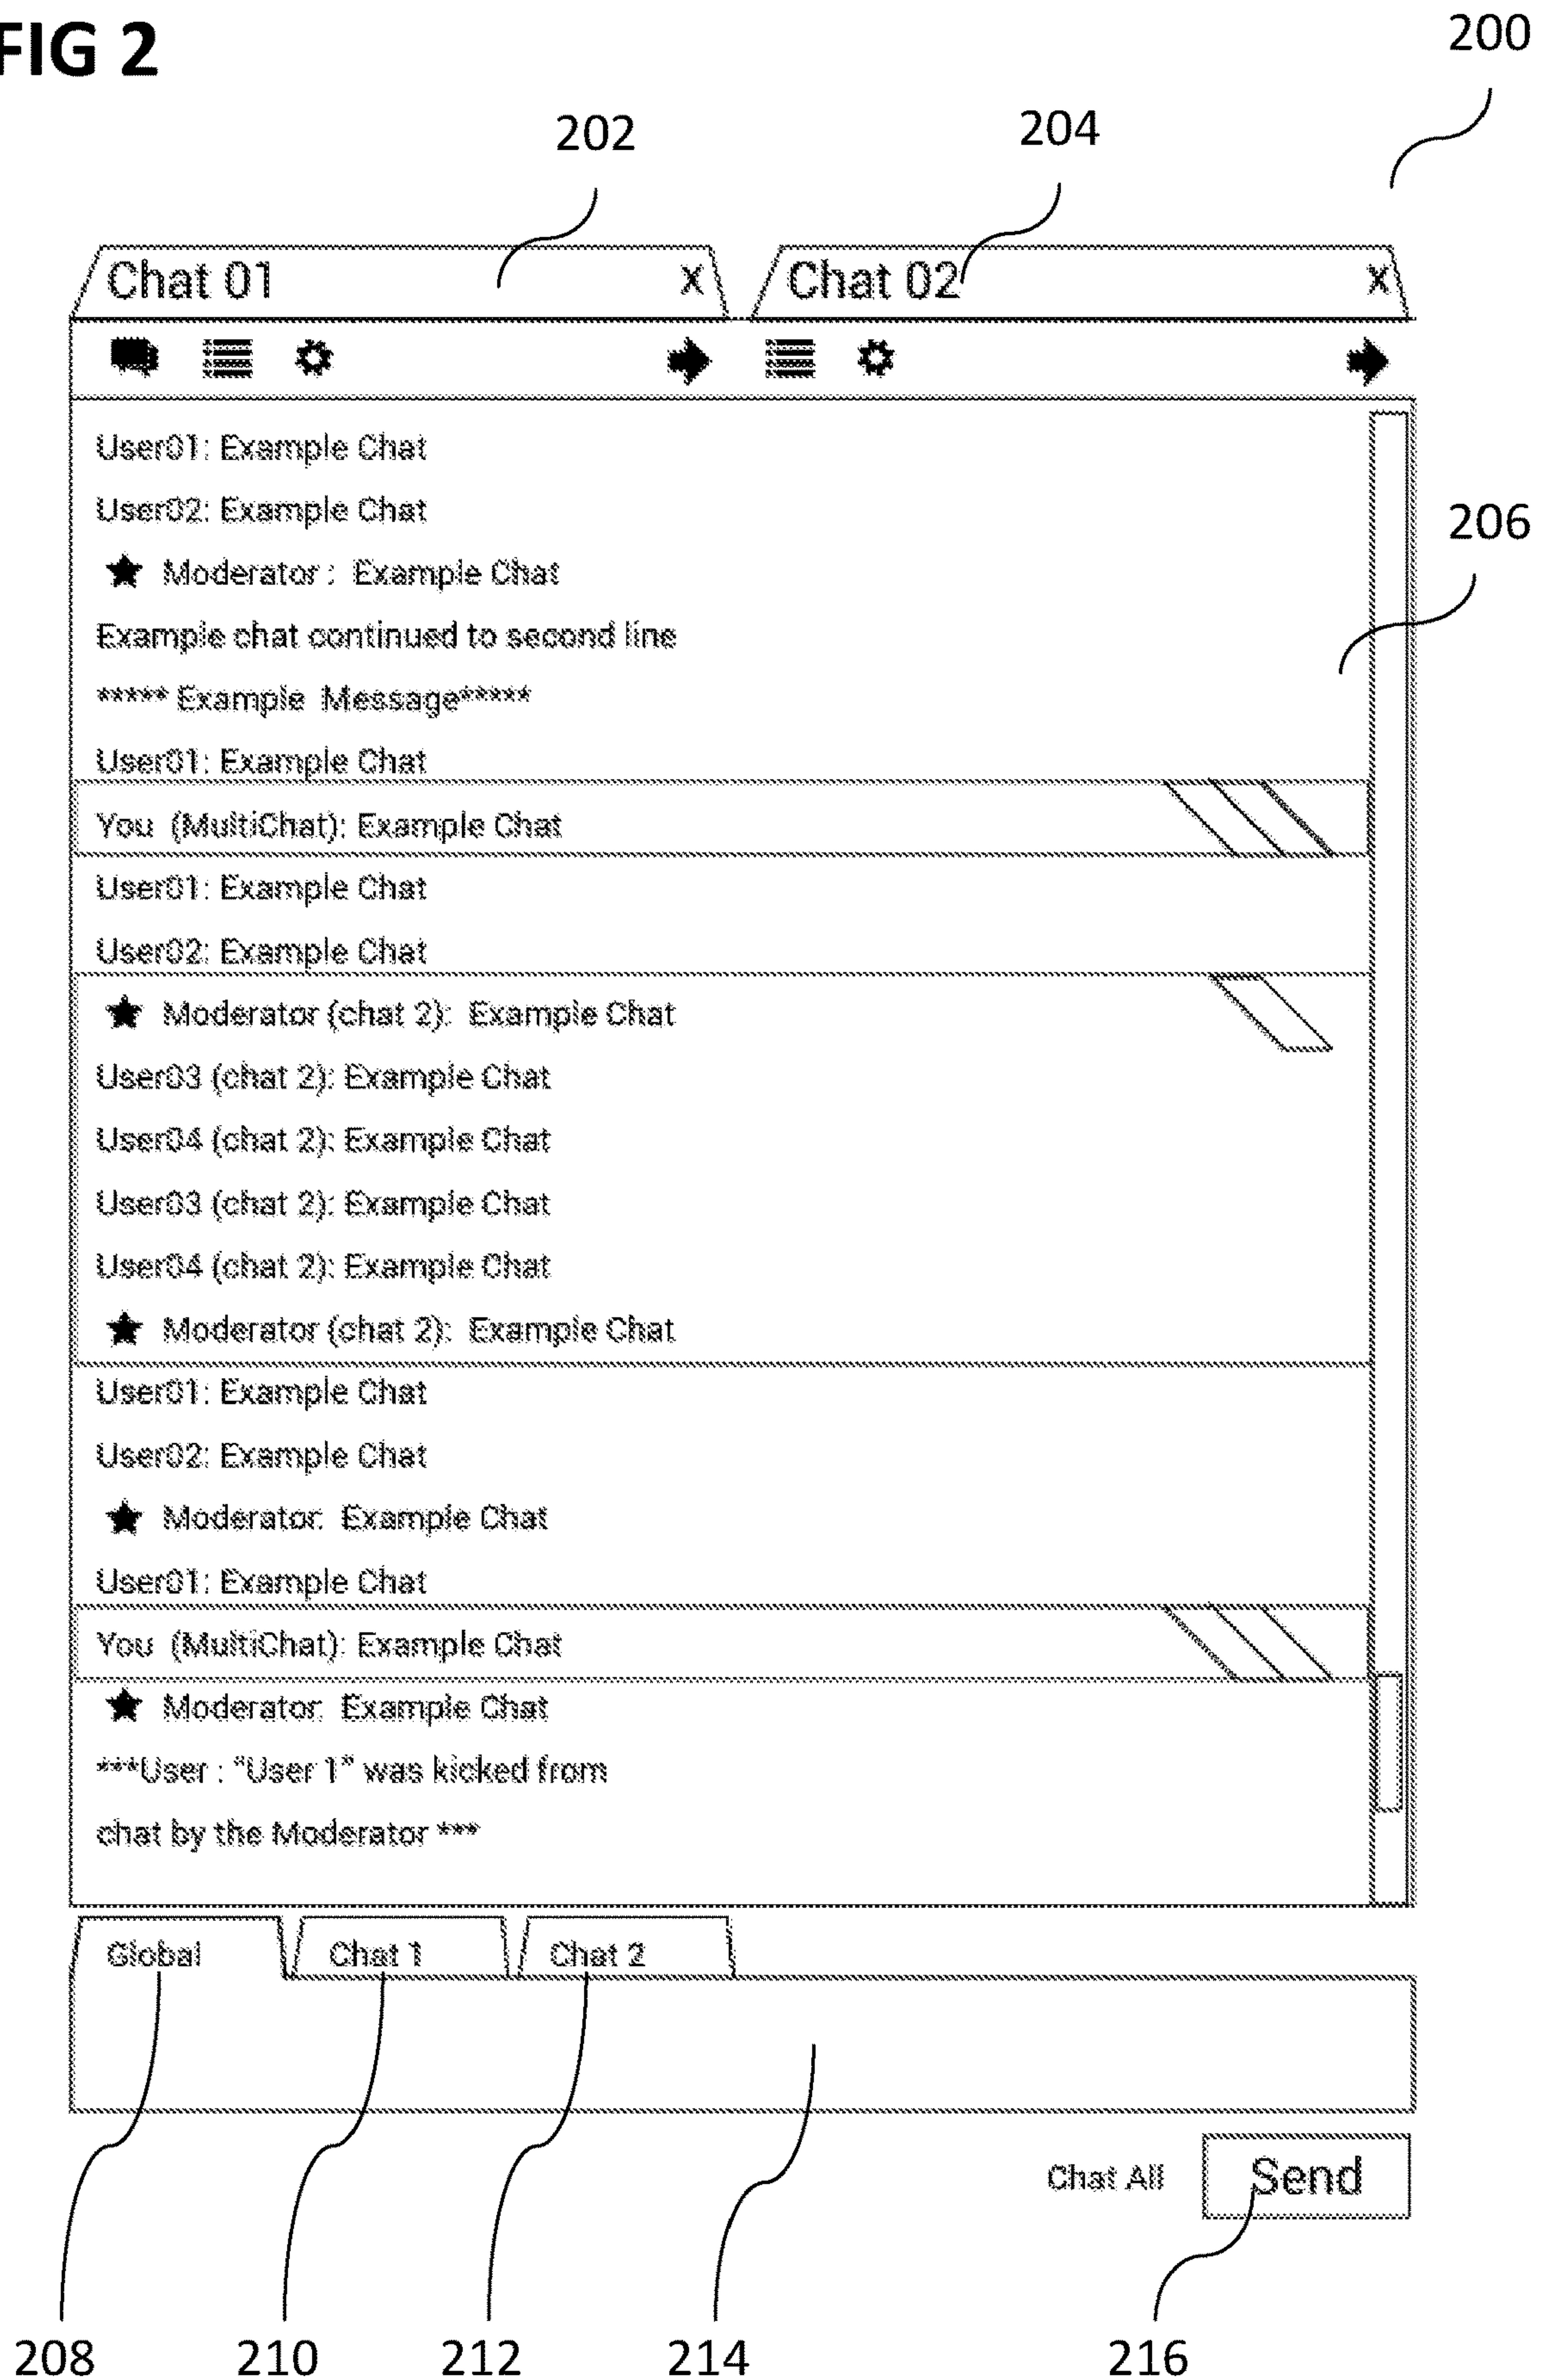 FIG 2
200
202
204
Chat 01 X
Chat 02 X
User01: Example Chat
User02: Example Chat
206
★ Moderator : Example Chat
Example chat continued to second line
***** Example Message*****
User01: Example Chat
You (MultiChat): Example Chat
User01: Example Chat
User02: Example Chat
★ Moderator (chat 2): Example Chat
User03 (chat 2): Example Chat
User04 (chat 2): Example Chat
User03 (chat 2): Example Chat
User04 (chat 2): Example Chat
★ Moderator (chat 2): Example Chat
User01: Example Chat
User02: Example Chat
★ Moderator: Example Chat
User01: Example Chat
You (MultiChat): Example Chat
★ Moderator: Example Chat
***User : "User 1" was kicked from
chat by the Moderator ***
Global
Chat 1
Chat 2
Chat All
Send
208
210
212
214
216